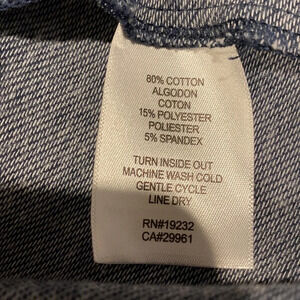 80% COTTON
ALGODON
COTON
15% POLYESTER
POLIESTER
5% SPANDEX
TURN INSIDE OUT
MACHINE WASH COLD
GENTLE CYCLE
LINE DRY
RN#19232
CA#29961